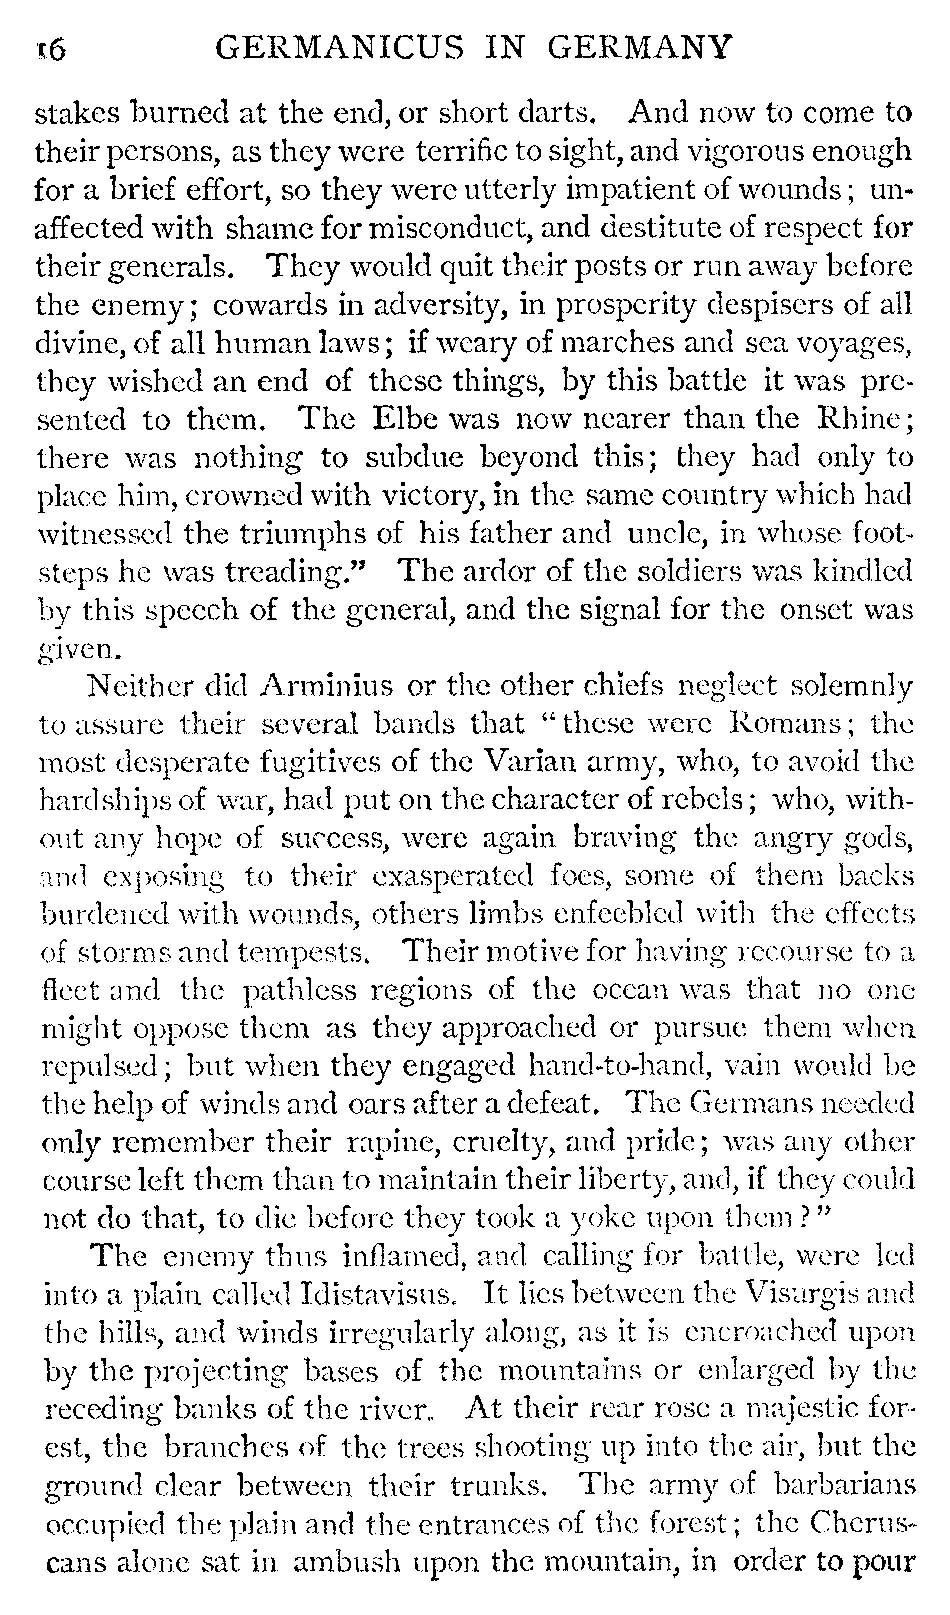 16 GERMANICUS IN GERMANY
stakes burned at the end, or short darts. And now to come to
their persons, as they were terrific to sight, and vigorous enough
for a brief effort, so they were utterly impatient of wounds; un-
affected with shame for misconduct, and destitute of respect for
their generals. They would quit their posts or run away before
the enemy; cowards in adversity, in prosperity despisers of all
divine, of all human laws; if weary of marches and sea voyages,
they wished an end of these things, by this battle it was pre-
sented to them. The Elbe was now nearer than the Rhine;
there was nothing to subdue beyond this; they had only to
place him, crowned with victory, in the same country which had
witnessed the triumphs of his father and uncle, in whose foot-
steps he was treading.” The ardor of the soldiers was kindled
by this speech of the general, and the signal for the onset was
given.
Neither did Arminius or the other chiefs neglect solemnly
to assure their several bands that “these were Romans; the
most desperate fugitives of the Varian army, who, to avoid the
hardships of war, had put on the character of rebels; who, with-
out any hope of success, were again braving the angry gods,
and exposing to their exasperated foes, some of them backs
burdened with wounds, others limbs enfeebled with the effects
of storms and tempests. Their motive for having recourse to a
fleet and the pathless regions of the ocean was that no one
might oppose them as they approached or pursue them when
repulsed; but when they engaged hand-to-hand, vain would be
the help of winds and oars after a defeat. The Germans needed
only remember their rapine, cruelty, and pride; was any other
course left them than to maintain their liberty, and, if they could
not do that, to die before they took a yoke upon them?”
The enemy thus inflamed, and calling for battle, were led
into a plain called Idistavisus. It lies between the Visurgis and
the hills, and winds irregularly along, as it is encroached upon
by the projecting bases of the mountains or enlarged by the
receding banks of the river. At their rear rose a majestic for-
est, the branches of the trees shooting up into the air, but the
ground clear between their trunks. The army of barbarians
occupied the plain and the entrances of the forest; the Cherus-
cans alone sat in ambush upon the mountain, in order to pour